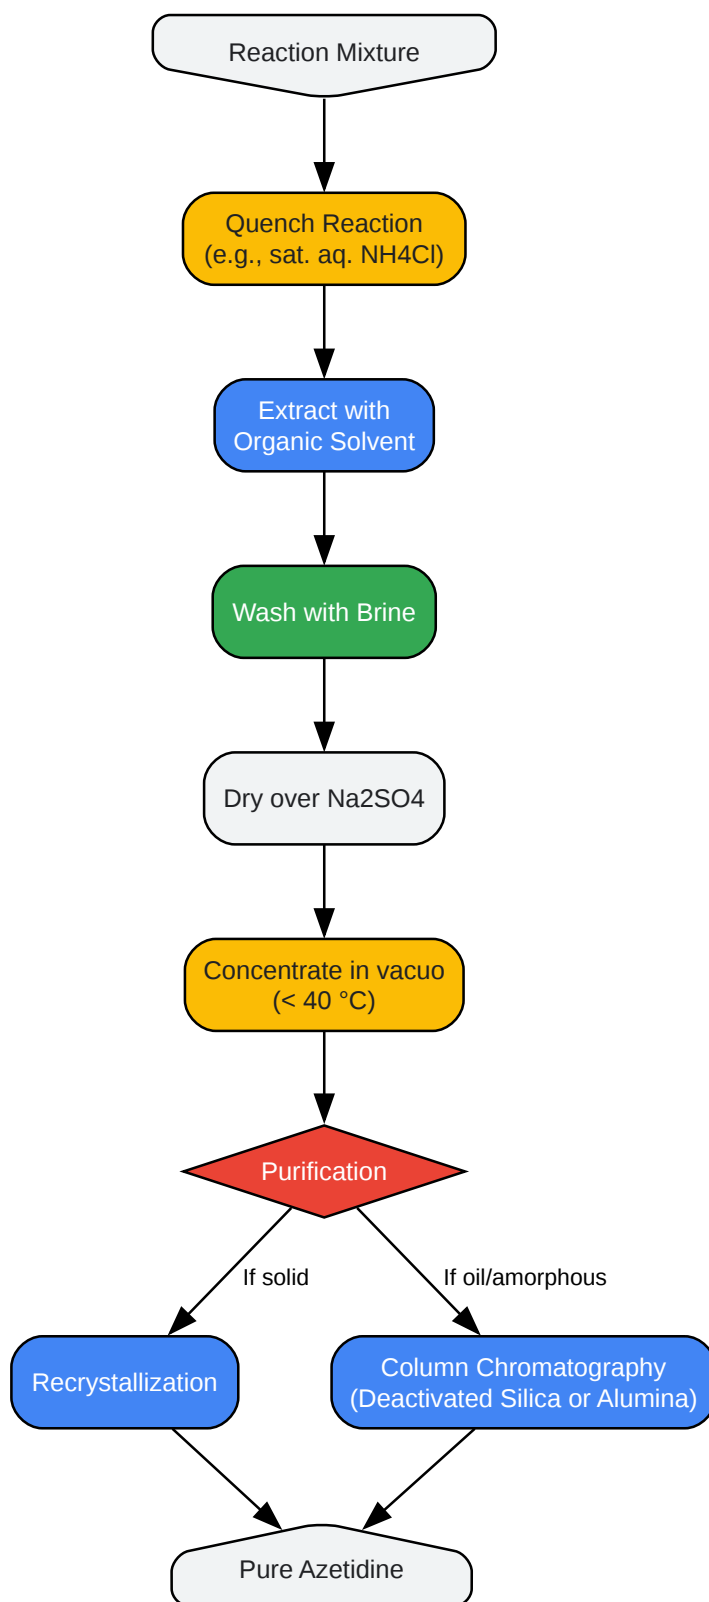 Reaction Mixture
Quench Reaction
(e.g., sat. aq. NH4Cl)
Extract with
Organic Solvent
Wash with Brine
Dry over Na2SO4
Concentrate in vacuo
(< 40 °C)
Purification
If solid
If oil/amorphous
Recrystallization
Column Chromatography
(Deactivated Silica or Alumina)
Pure Azetidine